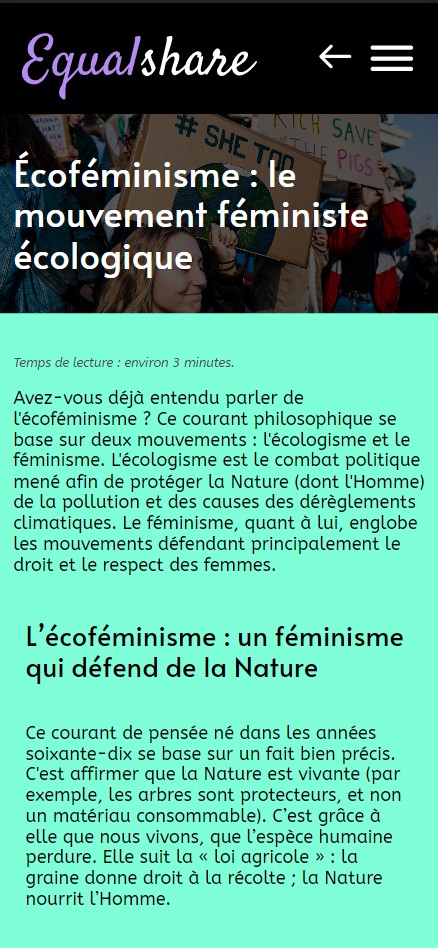 Equalshare
# SHE TOO
RICH SAVE
THE PIGS
Écoféminisme : le
mouvement féministe
écologique
Temps de lecture : environ 3 minutes.
Avez-vous déjà entendu parler de
l'écoféminisme ? Ce courant philosophique se
base sur deux mouvements : l'écologisme et le
féminisme. L'écologisme est le combat politique
mené afin de protéger la Nature (dont l'Homme)
de la pollution et des causes des dérèglements
climatiques. Le féminisme, quant à lui, englobe
les mouvements défendant principalement le
droit et le respect des femmes.
L’écoféminisme : un féminisme
qui défend de la Nature
Ce courant de pensée né dans les années
soixante-dix se base sur un fait bien précis.
C'est affirmer que la Nature est vivante (par
exemple, les arbres sont protecteurs, et non
un matériau consommable). C’est grâce à
elle que nous vivons, que l’espèce humaine
perdure. Elle suit la « loi agricole » : la
graine donne droit à la récolte ; la Nature
nourrit l’Homme.